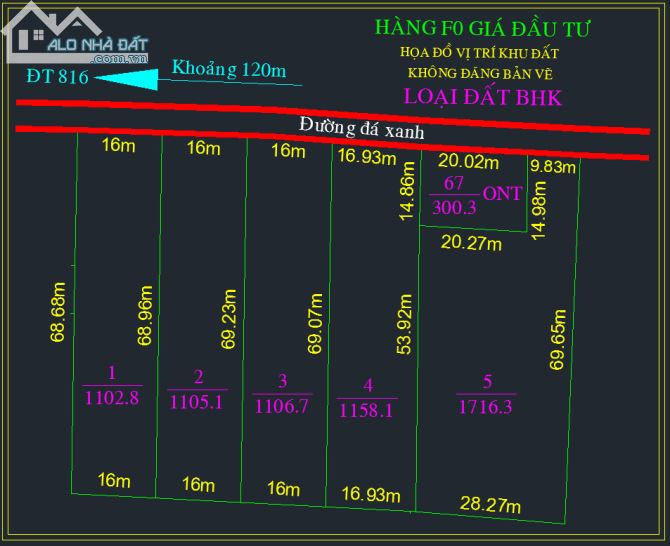 ALO NHÀ ĐẤT
.com.vn
HÀNG F0 GIÁ ĐẦU TƯ
HỌA ĐỒ VỊ TRÍ KHU ĐẤT
KHÔNG ĐĂNG BẢN VẼ
LOẠI ĐẤT BHK
ĐT 816
Khoảng 120m
Đường đá xanh
16m
16m
16m
16.93m
20.02m
9.83m
14.86m
67
300.3
ONT
14.98m
20.27m
68.68m
68.96m
69.23m
69.07m
53.92m
69.65m
1
1102.8
2
1105.1
3
1106.7
4
1158.1
5
1716.3
16m
16m
16m
16.93m
28.27m